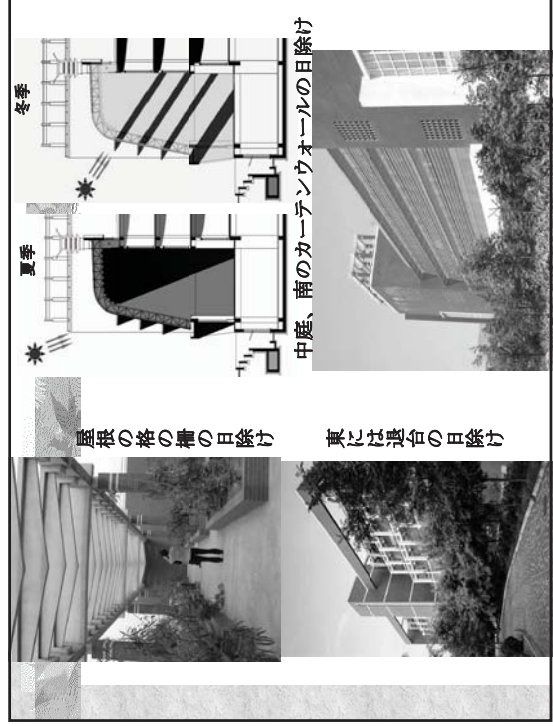 屋根の格の柵の日除け
夏季
冬季
東には退台の日除け
中庭、南のカーテンウォールの日除け